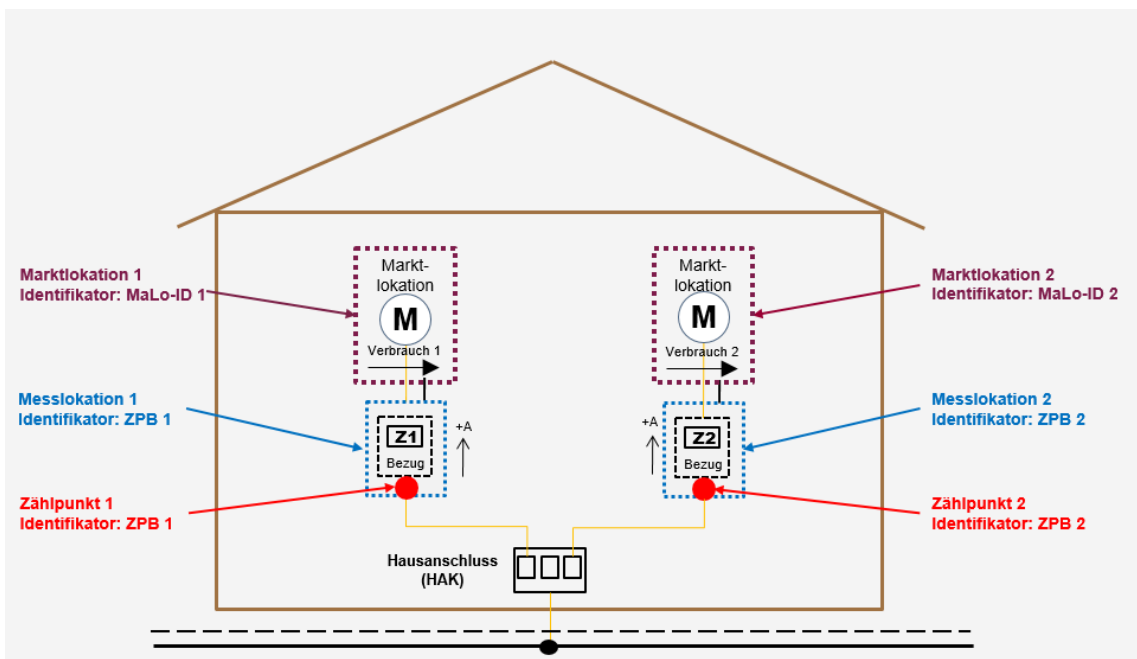 Marktlokation 1
Identifikator: MaLo-ID 1
Markt-
lokation
M
Verbrauch 1
Markt-
lokation
M
Verbrauch 2
Marktlokation 2
Identifikator: MaLo-ID 2
Messlokation 1
Identifikator: ZPB 1
Z1
Bezug
+A
+A
Z2
Bezug
Messlokation 2
Identifikator: ZPB 2
Zählpunkt 1
Identifikator: ZPB 1
Zählpunkt 2
Identifikator: ZPB 2
Hausanschluss
(HAK)